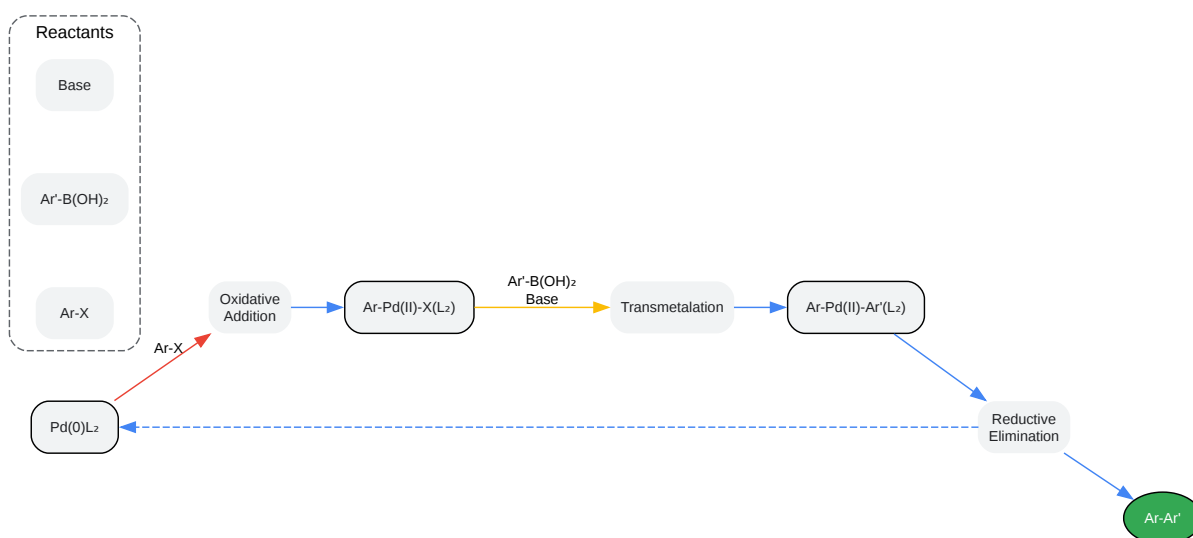 Reactants
Base
Ar'-B(OH)₂
Ar-X
Ar-X
Pd(0)L₂
Oxidative
Addition
Ar-Pd(II)-X(L₂)
Ar'-B(OH)₂
Base
Transmetalation
Ar-Pd(II)-Ar'(L₂)
Reductive
Elimination
Ar-Ar'